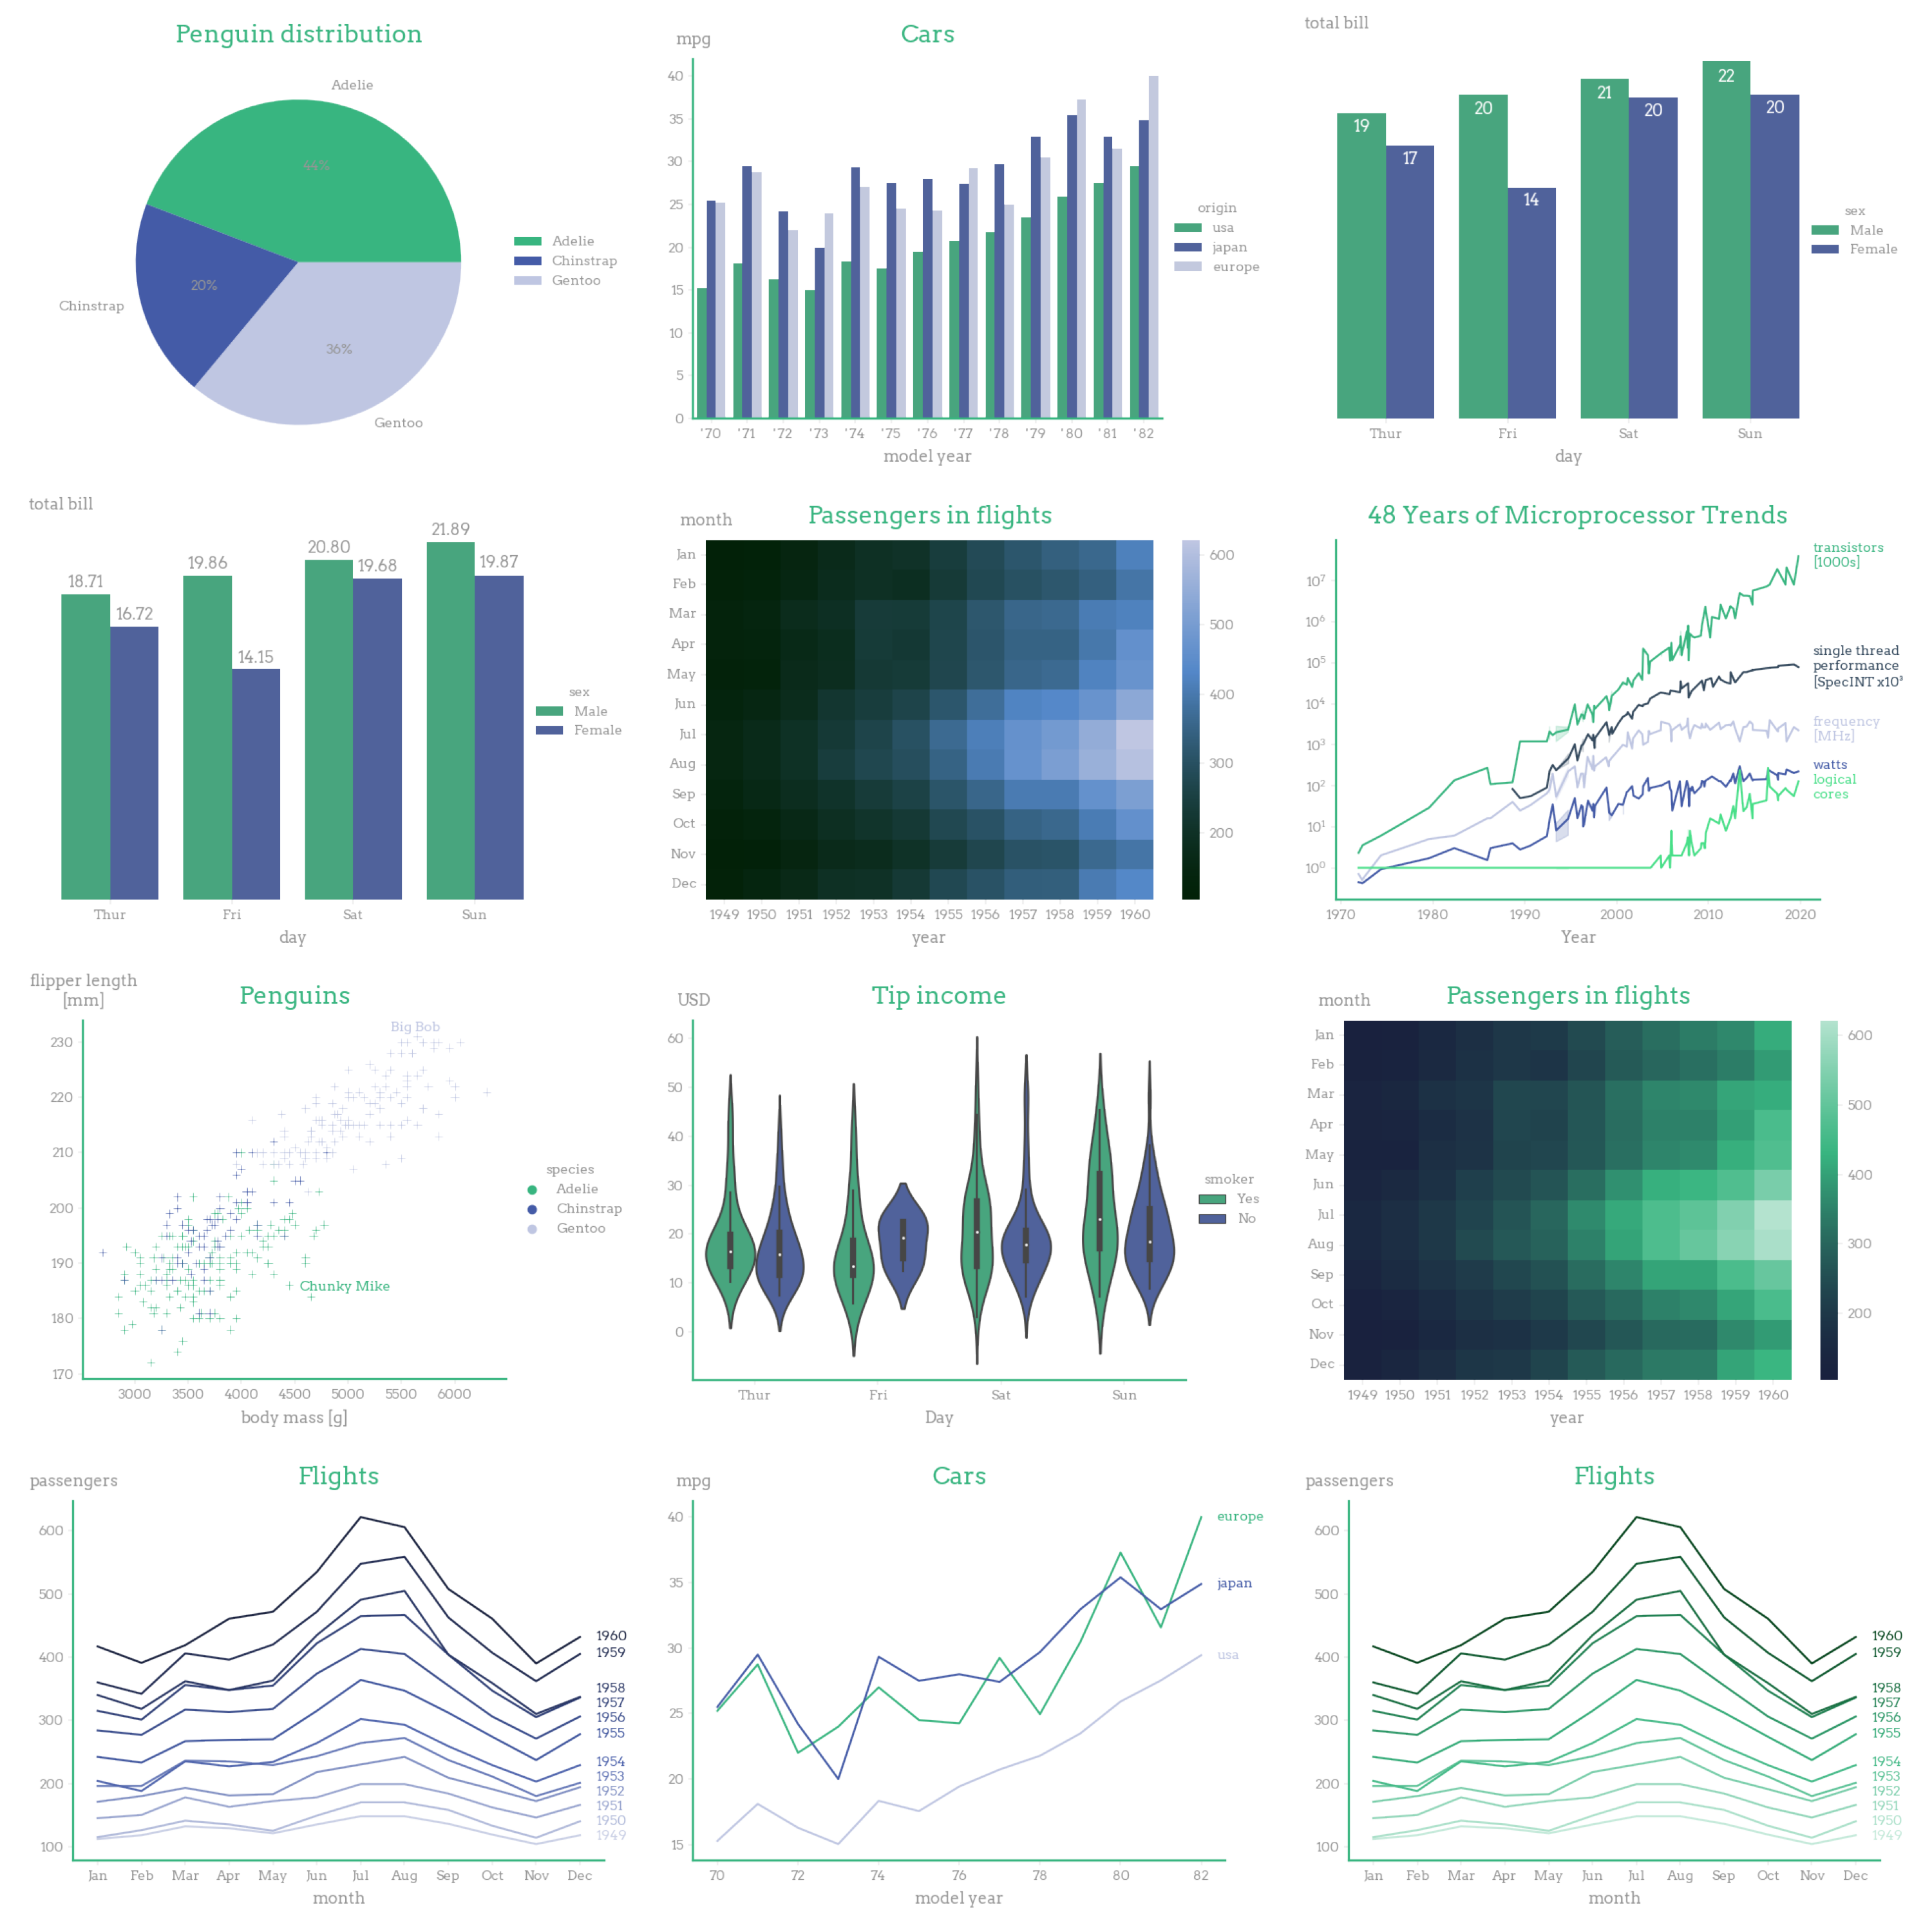 Penguin distribution
Adelie
44%
20%
Chinstrap
36%
Gentoo
Adelie
Chinstrap
Gentoo
Cars
mpg
40
35
30
25
20
15
10
5
0
'70 '71 '72 '73 '74 '75 '76 '77 '78 '79 '80 '81 '82
model year
origin
usa
japan
europe
total bill
19 17 20 14 21 20 22 20
Thur Fri Sat Sun
day
sex
Male
Female
total bill
18.71 16.72 19.86 14.15 20.80 19.68 21.89 19.87
Thur Fri Sat Sun
day
sex
Male
Female
Passengers in flights
month
Jan
Feb
Mar
Apr
May
Jun
Jul
Aug
Sep
Oct
Nov
Dec
1949 1950 1951 1952 1953 1954 1955 1956 1957 1958 1959 1960
year
600
500
400
300
200
48 Years of Microprocessor Trends
10⁷
10⁶
10⁵
10⁴
10³
10²
10¹
10⁰
1970 1980 1990 2000 2010 2020
Year
transistors
[1000s]
single thread
performance
[SpecINT x10³
frequency
[MHz]
watts
logical
cores
flipper length
[mm]
Penguins
230
220
210
200
190
180
170
Big Bob
Chunky Mike
3000 3500 4000 4500 5000 5500 6000
body mass [g]
species
Adelie
Chinstrap
Gentoo
USD
Tip income
60
50
40
30
20
10
0
Thur Fri Sat Sun
Day
smoker
Yes
No
month
Passengers in flights
Jan
Feb
Mar
Apr
May
Jun
Jul
Aug
Sep
Oct
Nov
Dec
1949 1950 1951 1952 1953 1954 1955 1956 1957 1958 1959 1960
year
600
500
400
300
200
passengers
Flights
600
500
400
300
200
100
Jan Feb Mar Apr May Jun Jul Aug Sep Oct Nov Dec
month
1960
1959
1958
1957
1956
1955
1954
1953
1952
1951
1950
1949
mpg
Cars
40
35
30
25
20
15
70 72 74 76 78 80 82
model year
europe
japan
usa
passengers
Flights
600
500
400
300
200
100
Jan Feb Mar Apr May Jun Jul Aug Sep Oct Nov Dec
month
1960
1959
1958
1957
1956
1955
1954
1953
1952
1951
1950
1949